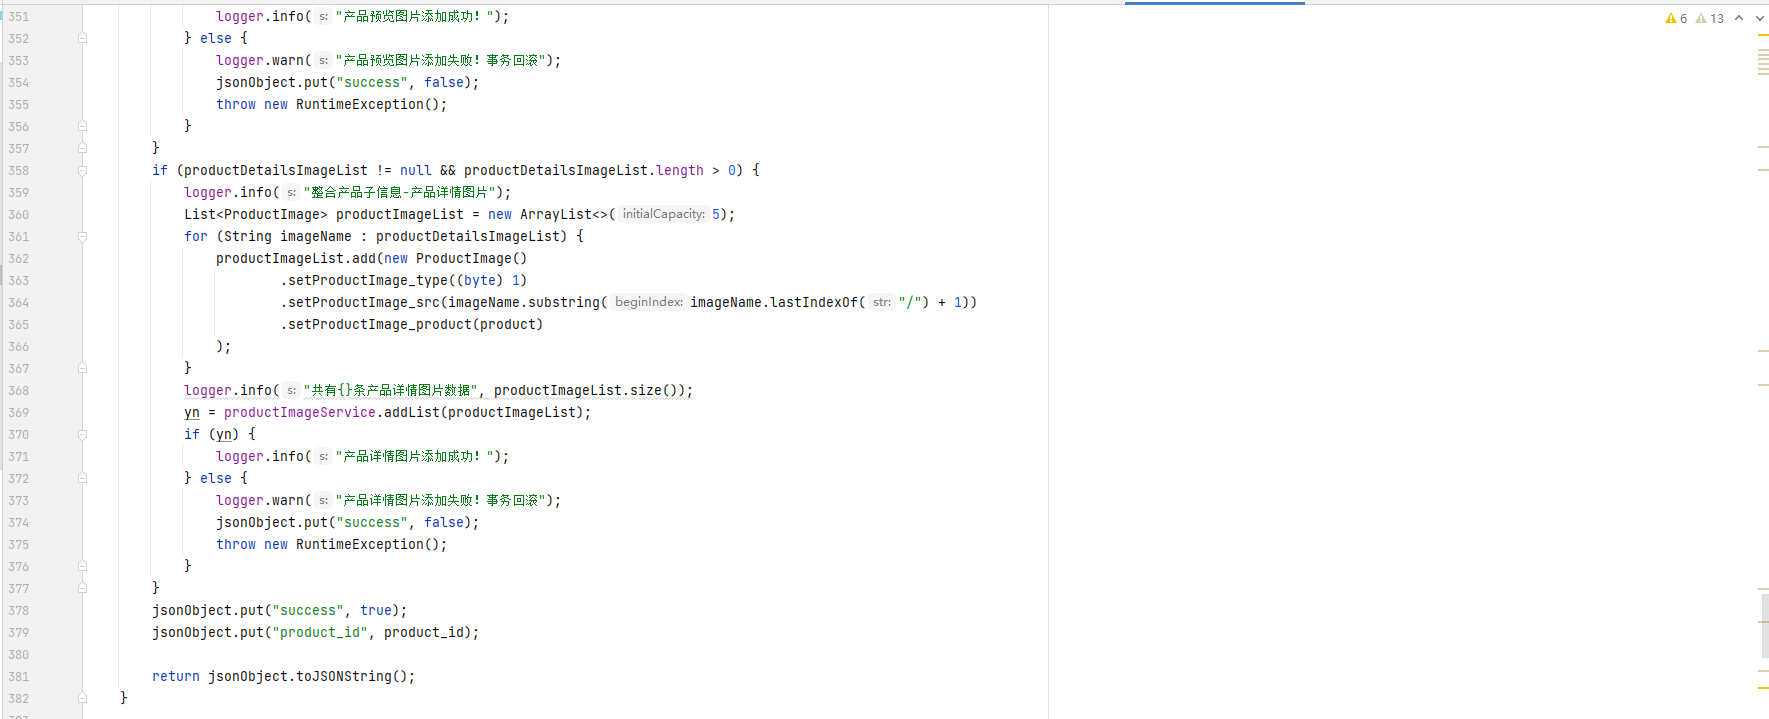 351 logger.info( s: "产品预览图片添加成功！");
6 13
352 } else {
353 logger.warn( s: "产品预览图片添加失败！事务回滚");
354 jsonObject.put("success", false);
355 throw new RuntimeException();
356 }
357 }
358 if (productDetailsImageList != null && productDetailsImageList.length > 0) {
359 logger.info( s: "整合产品子信息-产品详情图片");
360 List<ProductImage> productImageList = new ArrayList<>( initialCapacity: 5);
361 for (String imageName : productDetailsImageList) {
362 productImageList.add(new ProductImage()
363 .setProductImage_type((byte) 1)
364 .setProductImage_src(imageName.substring( beginIndex: imageName.lastIndexOf( str: "/") + 1))
365 .setProductImage_product(product)
366 );
367 }
368 logger.info( s: "共有{}条产品详情图片数据", productImageList.size());
369 yn = productImageService.addList(productImageList);
370 if (yn) {
371 logger.info( s: "产品详情图片添加成功！");
372 } else {
373 logger.warn( s: "产品详情图片添加失败！事务回滚");
374 jsonObject.put("success", false);
375 throw new RuntimeException();
376 }
377 }
378 jsonObject.put("success", true);
379 jsonObject.put("product_id", product_id);
380
381 return jsonObject.toJSONString();
382 }